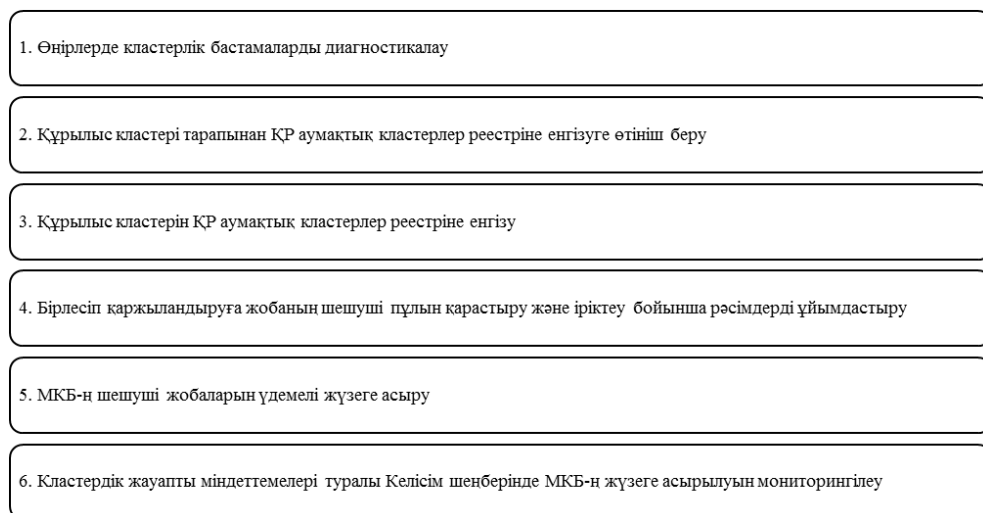 1. Өңірлерде кластерлік бастамаларды диагностикалау
2. Құрылыс кластері тарапынан ҚР аумақтық кластерлер реестріне енгізуге өтініш беру
3. Құрылыс кластерін ҚР аумақтық кластерлер реестріне енгізу
4. Бірлесіп қаржыландыруға жобаның шешуші пұлын қарастыру және іріктеу бойынша рәсімдерді ұйымдастыру
5. МКБ-ң шешуші жобаларын үдемелі жүзеге асыру
6. Кластердік жауапты міндеттемелері туралы Келісім шеңберінде МКБ-ң жүзеге асырылуын мониторингілеу